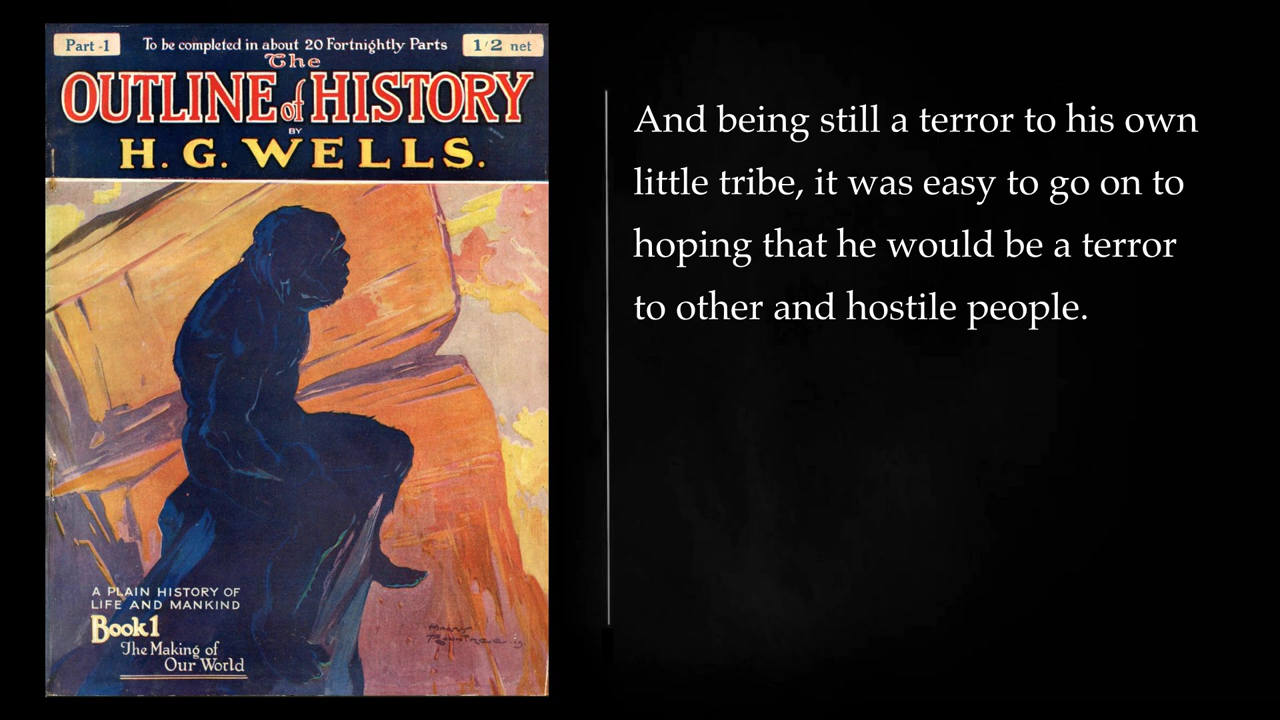 Part -1
To be completed in about 20 Fortnightly Parts
1/2 net
The
OUTLINE of HISTORY
BY
H. G. WELLS.
A PLAIN HISTORY OF
LIFE AND MANKIND
Book 1
The Making of
Our World
And being still a terror to his own
little tribe, it was easy to go on to
hoping that he would be a terror
to other and hostile people.